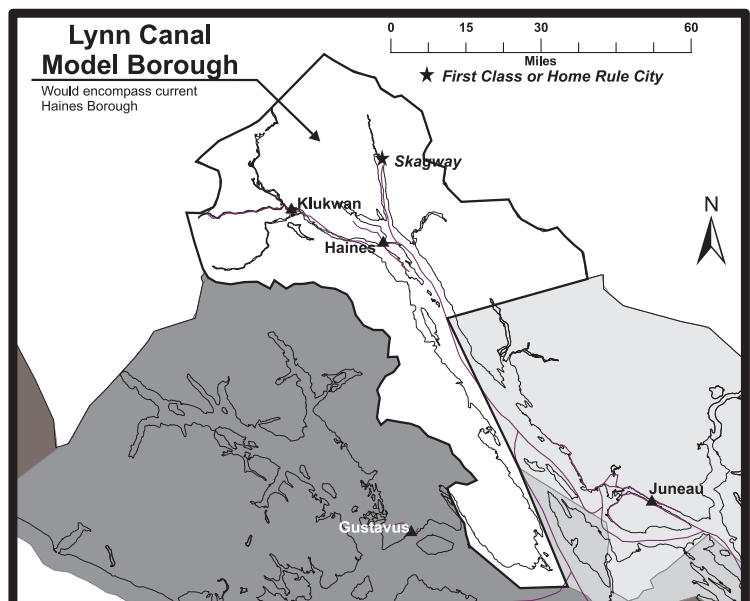 Lynn Canal
Model Borough
Would encompass current
Haines Borough
0 15 30 60
Miles
First Class or Home Rule City
Skagway
Klukwan
Haines
N
Juneau
Gustavus